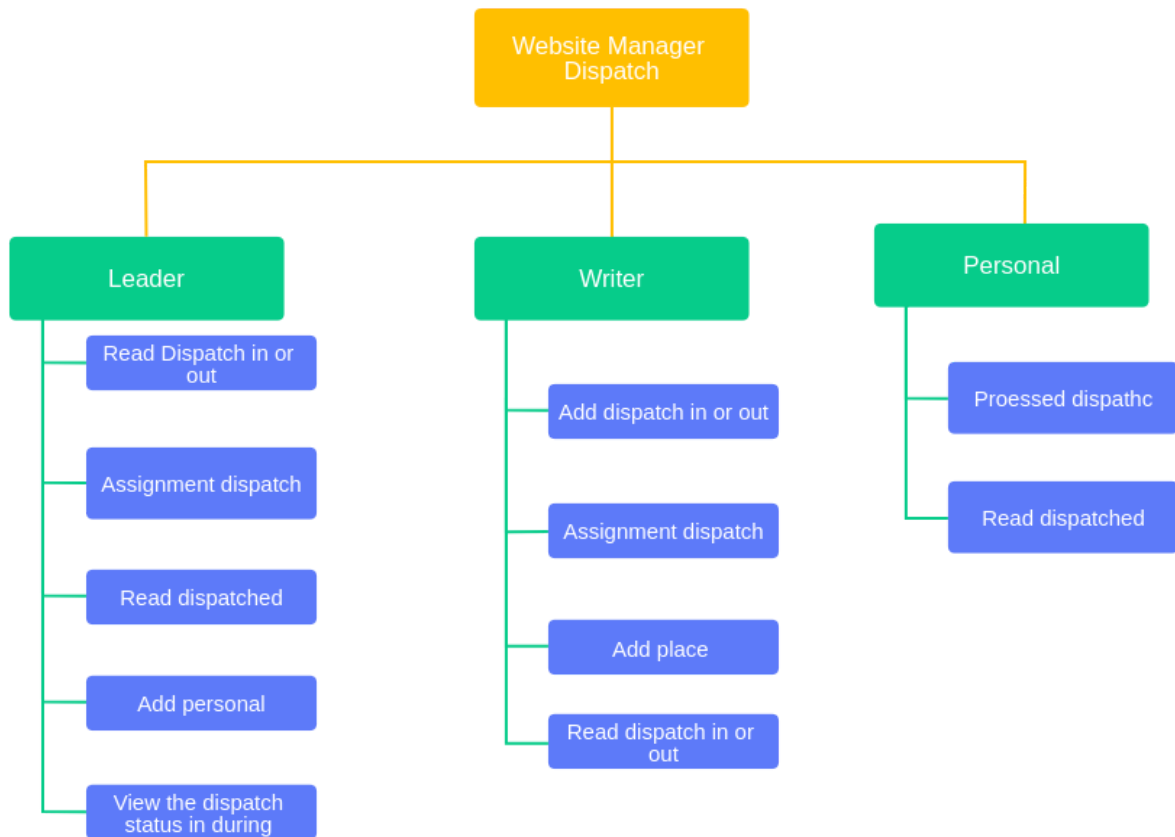 Website Manager
Dispatch
Leader
Writer
Personal
Read Dispatch in or
out
Assignment dispatch
Read dispatched
Add personal
View the dispatch
status in during
Add dispatch in or out
Assignment dispatch
Add place
Read dispatch in or
out
Proessed dispathc
Read dispatched